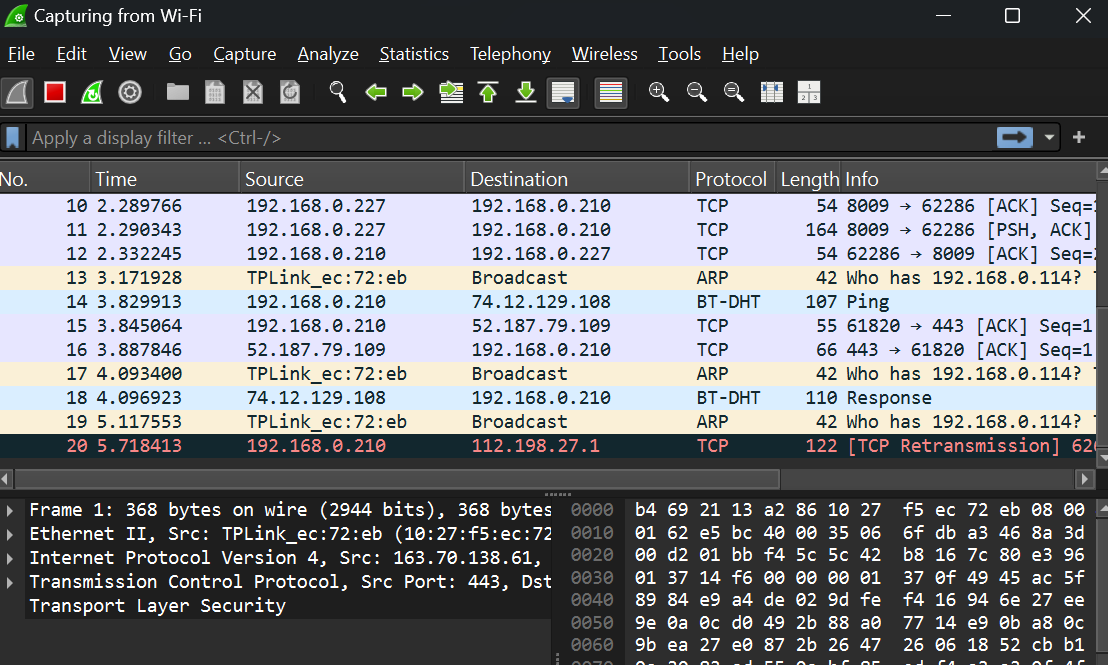 Capturing from Wi-Fi
File Edit View Go Capture Analyze Statistics Telephony Wireless Tools Help
Apply a display filter ... <Ctrl-/>
No. Time Source Destination Protocol Length Info
10 2.289766 192.168.0.227 192.168.0.210 TCP 54 8009 → 62286 [ACK] Seq=1
11 2.290343 192.168.0.227 192.168.0.210 TCP 164 8009 → 62286 [PSH, ACK]
12 2.332245 192.168.0.210 192.168.0.227 TCP 54 62286 → 8009 [ACK] Seq=
13 3.171928 TPLink_ec:72:eb Broadcast ARP 42 Who has 192.168.0.114?
14 3.829913 192.168.0.210 74.12.129.108 BT-DHT 107 Ping
15 3.845064 192.168.0.210 52.187.79.109 TCP 55 61820 → 443 [ACK] Seq=1
16 3.887846 52.187.79.109 192.168.0.210 TCP 66 443 → 61820 [ACK] Seq=1
17 4.093400 TPLink_ec:72:eb Broadcast ARP 42 Who has 192.168.0.114?
18 4.096923 74.12.129.108 192.168.0.210 BT-DHT 110 Response
19 5.117553 TPLink_ec:72:eb Broadcast ARP 42 Who has 192.168.0.114?
20 5.718413 192.168.0.210 112.198.27.1 TCP 122 [TCP Retransmission] 62
Frame 1: 368 bytes on wire (2944 bits), 368 bytes
Ethernet II, Src: TPLink_ec:72:eb (10:27:f5:ec:72
Internet Protocol Version 4, Src: 163.70.138.61,
Transmission Control Protocol, Src Port: 443, Dst
Transport Layer Security
0000 b4 69 21 13 a2 86 10 27 f5 ec 72 eb 08 00
0010 01 62 e5 bc 40 00 35 06 6f db a3 46 8a 3d
0020 00 d2 01 bb f4 5c 5c 42 b8 16 7c 80 e3 96
0030 01 37 14 f6 00 00 00 01 37 0f 49 45 ac 5f
0040 89 84 e9 a4 de 02 9d fe f4 16 94 6e 27 ee
0050 9e 0a 0c d0 49 2b 88 a0 77 14 e9 0b a8 0c
0060 9b ea 27 e0 87 2b 26 47 26 06 18 52 cb b1